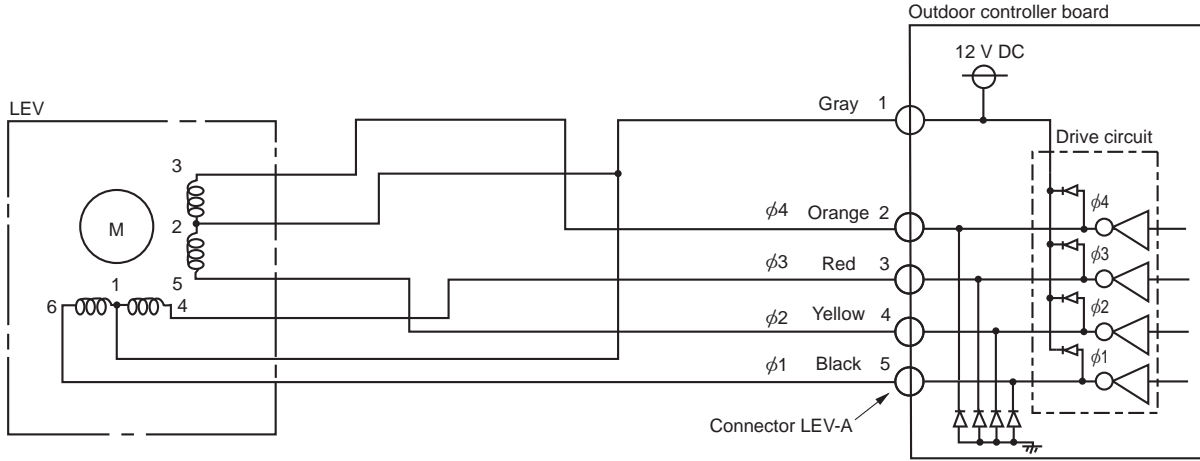 Outdoor controller board
12 V DC
LEV
Gray 1
Drive circuit
3
ϕ4
2
M
ϕ4 Orange 2
ϕ3
5
ϕ3 Red 3
1
6
4
ϕ2
ϕ2 Yellow 4
ϕ1
ϕ1 Black 5
Connector LEV-A